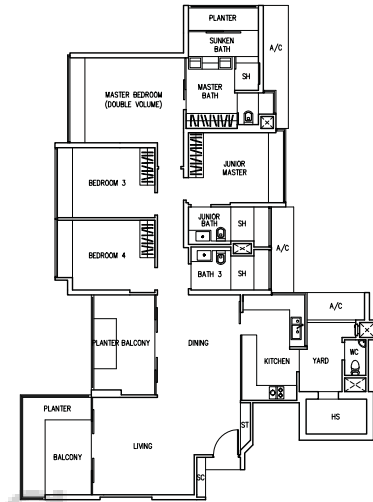 PLANTER
SUNKEN
BATH
A/C
MASTER BEDROOM
(DOUBLE VOLUME)
MASTER
BATH
SH
JUNIOR
MASTER
BEDROOM 3
JUNIOR
BATH
SH
BEDROOM 4
A/C
BATH 3
SH
A/C
PLANTER BALCONY
DINING
KITCHEN
YARD
WC
PLANTER
HS
ST
BALCONY
LIVING
SC